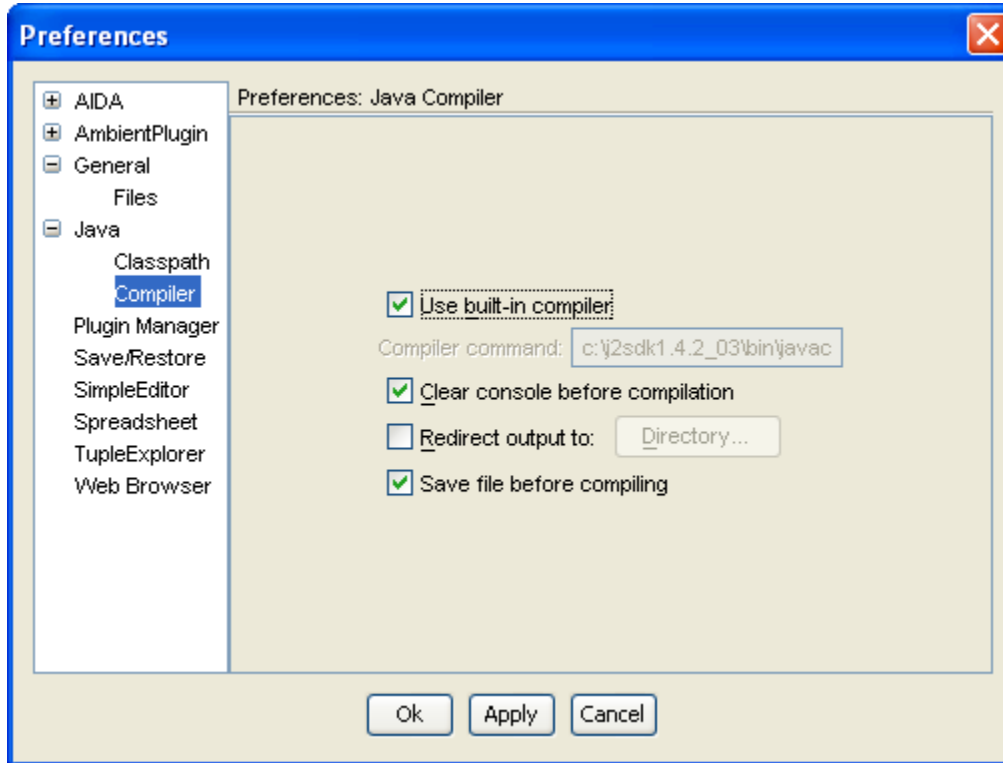 Preferences
AIDA
AmbientPlugin
General
Files
Java
Classpath
Compiler
Plugin Manager
Save/Restore
SimpleEditor
Spreadsheet
TupleExplorer
Web Browser
Preferences: Java Compiler
Use built-in compiler
Compiler command: c:\j2sdk1.4.2_03\bin\javac
Clear console before compilation
Redirect output to: Directory...
Save file before compiling
Ok Apply Cancel